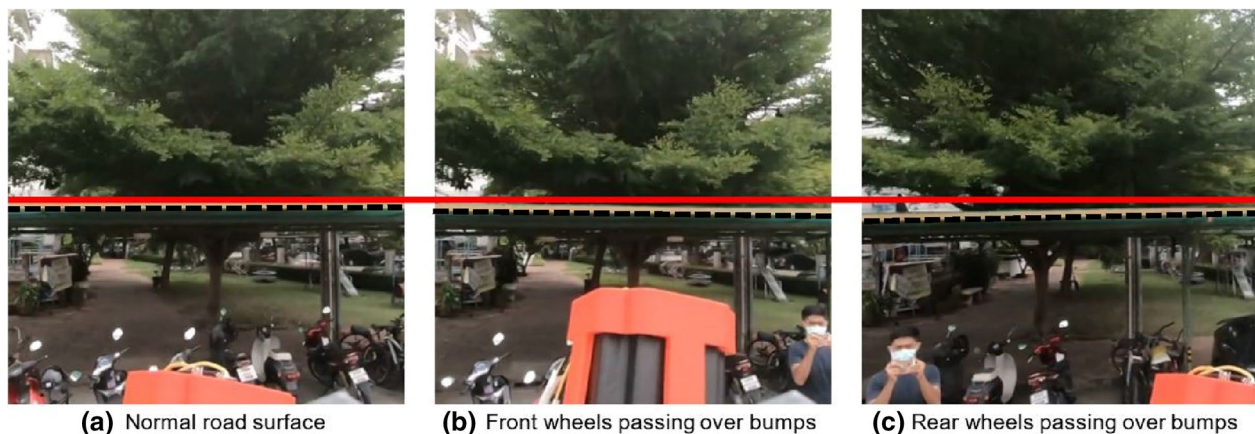 (a) Normal road surface
(b) Front wheels passing over bumps
(c) Rear wheels passing over bumps